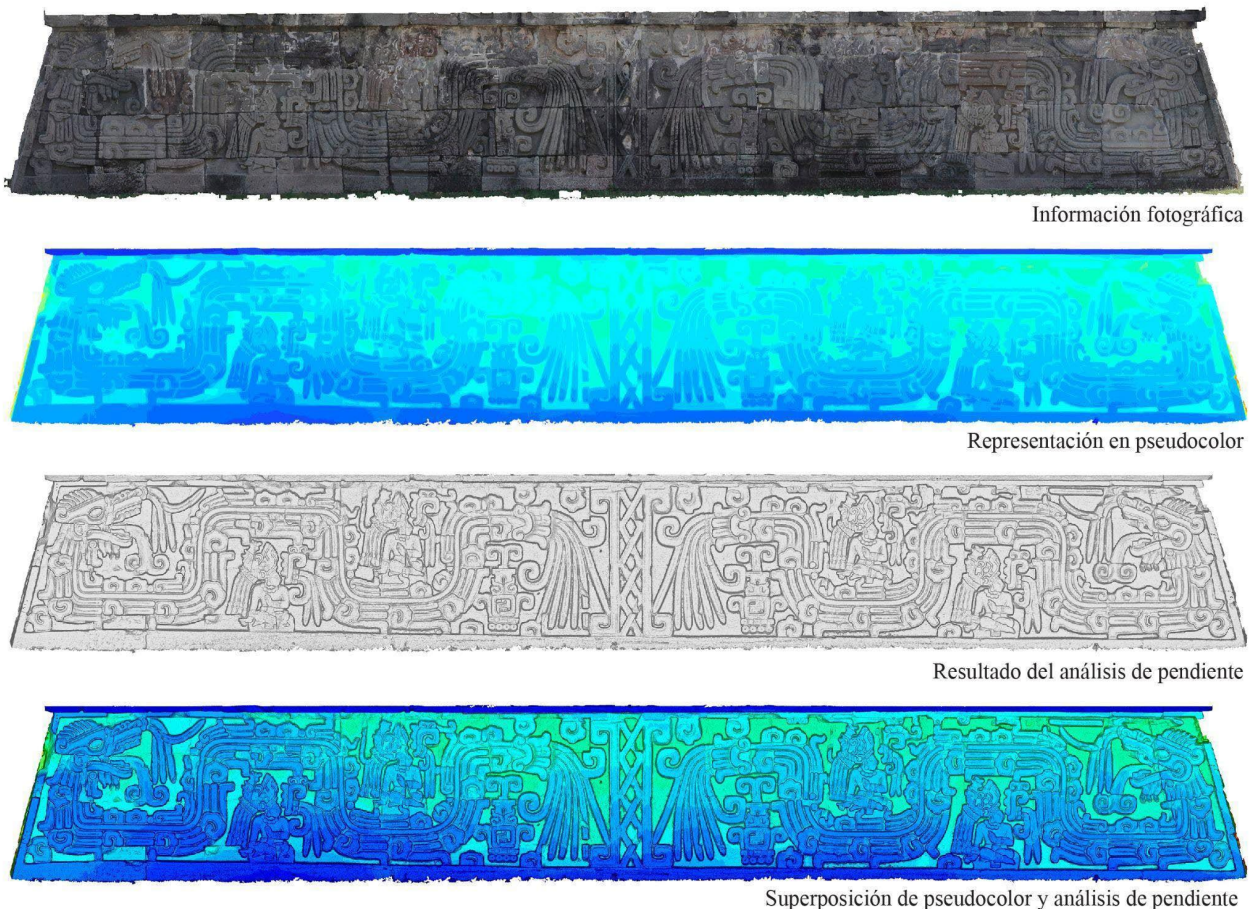 Información fotográfica
Representación en pseudocolor
Resultado del análisis de pendiente
Superposición de pseudocolor y análisis de pendiente